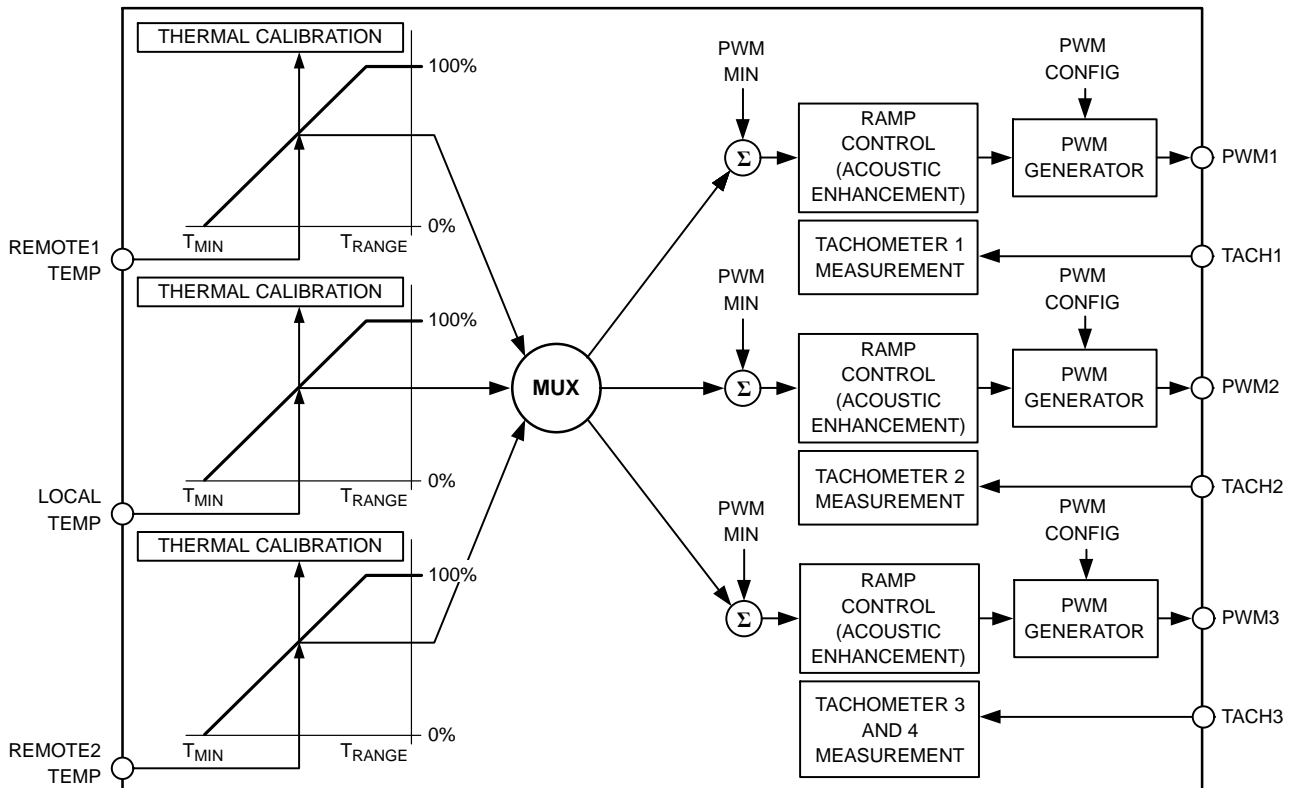 THERMAL CALIBRATION
100%
0%
T_MIN
T_RANGE
REMOTE1
TEMP
THERMAL CALIBRATION
100%
0%
T_MIN
T_RANGE
LOCAL
TEMP
THERMAL CALIBRATION
100%
0%
T_MIN
T_RANGE
REMOTE2
TEMP
MUX
PWM
MIN
Σ
RAMP
CONTROL
(ACOUSTIC
ENHANCEMENT)
PWM
CONFIG
PWM
GENERATOR
PWM1
TACHOMETER 1
MEASUREMENT
TACH1
PWM
MIN
Σ
RAMP
CONTROL
(ACOUSTIC
ENHANCEMENT)
PWM
CONFIG
PWM
GENERATOR
PWM2
TACHOMETER 2
MEASUREMENT
TACH2
PWM
MIN
Σ
RAMP
CONTROL
(ACOUSTIC
ENHANCEMENT)
PWM
CONFIG
PWM
GENERATOR
PWM3
TACHOMETER 3
AND 4
MEASUREMENT
TACH3